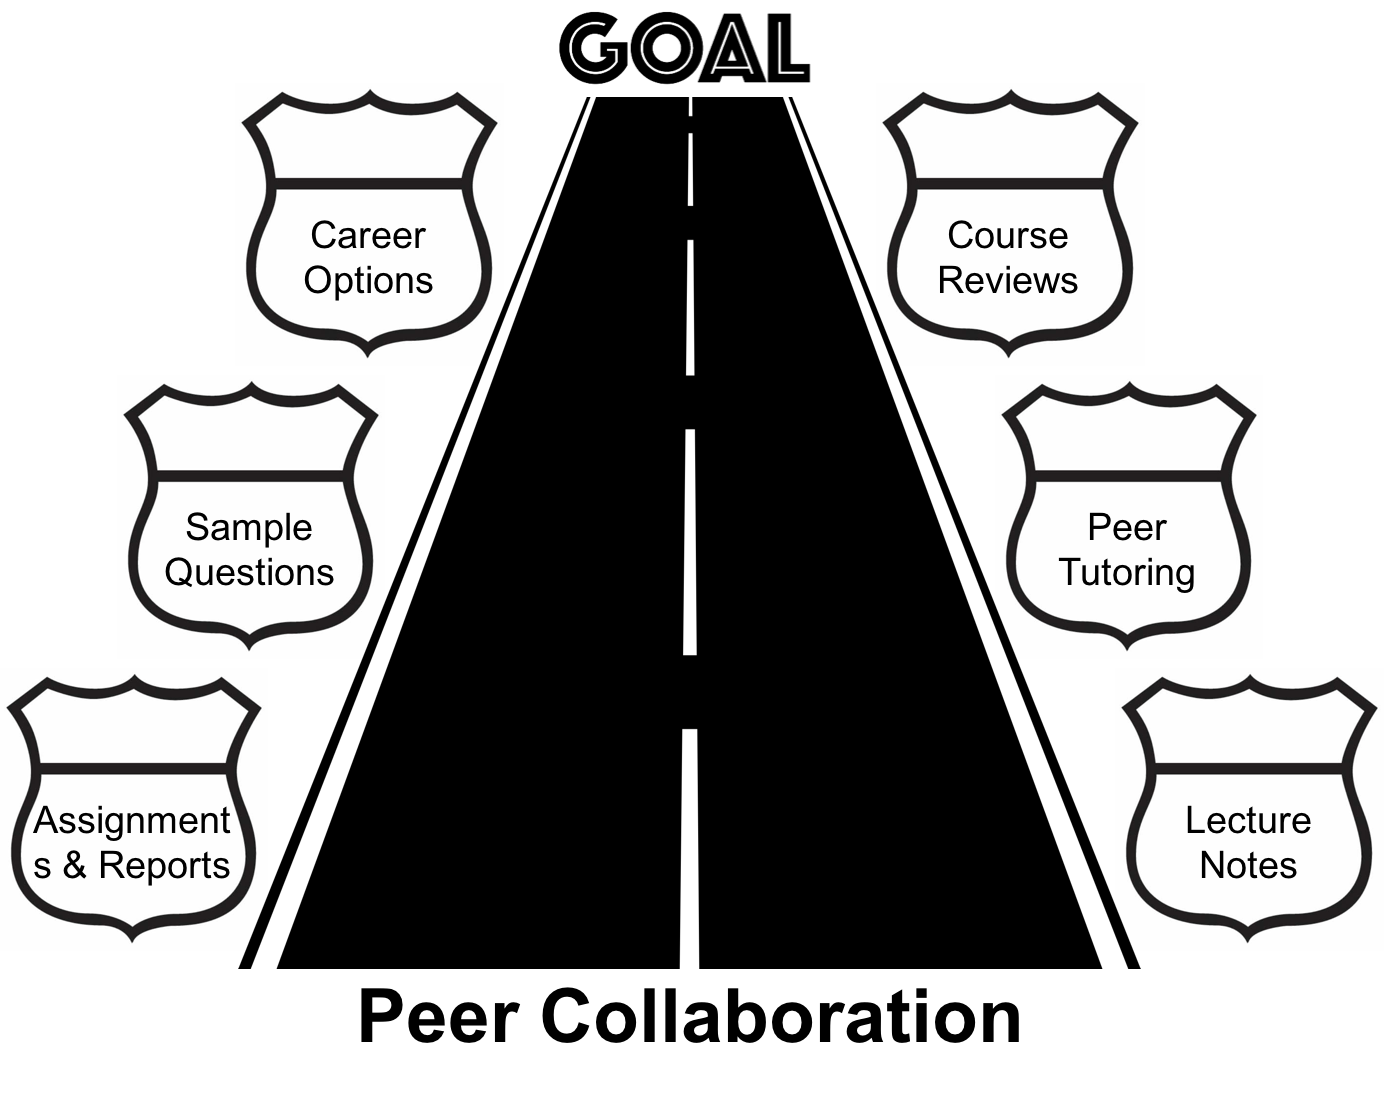 GOAL
Career
Options
Course
Reviews
Sample
Questions
Peer
Tutoring
Assignment
s & Reports
Lecture
Notes
Peer Collaboration